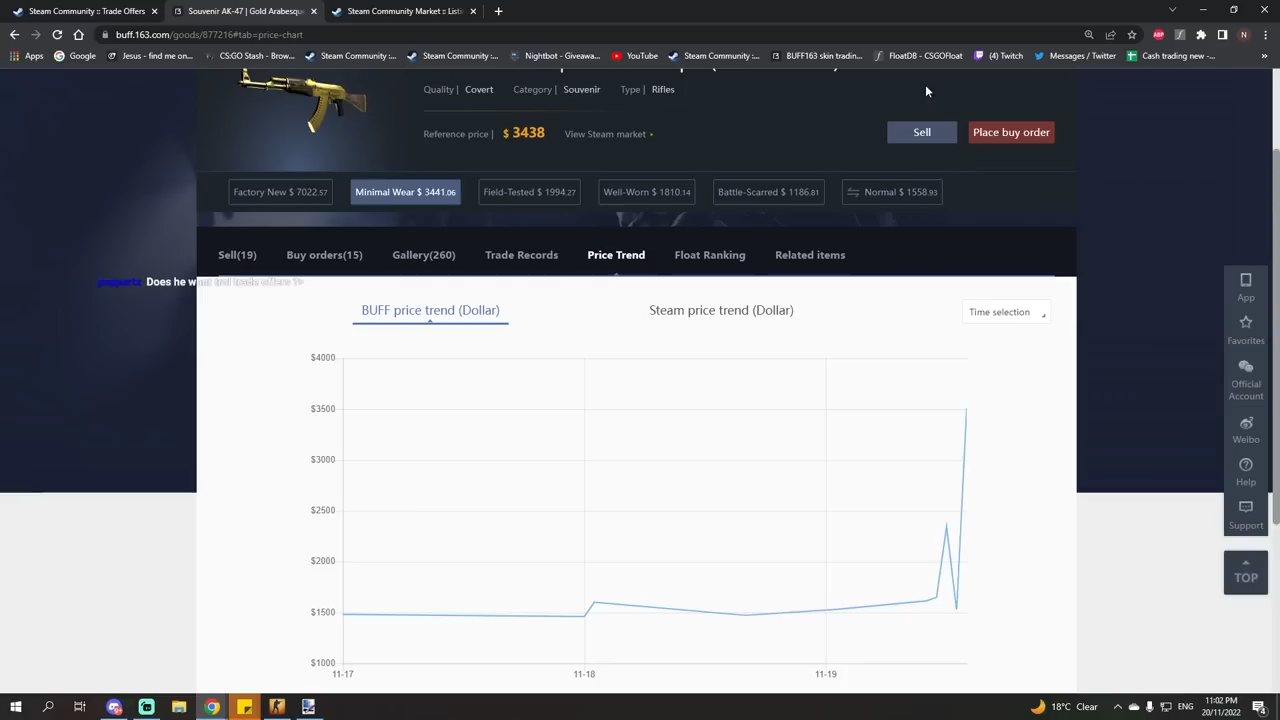 Steam Community :: Trade Offers
Souvenir AK-47 | Gold Arabesque
Steam Community Market :: Listi
buff.163.com/goods/877216#tab=price-chart
Apps
Google
CS:GO Stash - Brow...
Steam Community :...
Steam Community :...
Nightbot - Giveawa...
YouTube
Steam Community :...
BUFF163 skin tradin...
FloatDB - CSGOFloat
(4) Twitch
Messages / Twitter
Cash trading new -...
Quality | Covert
Category | Souvenir
Type | Rifles
Reference price | $ 3438
View Steam market
Sell
Place buy order
Factory New $ 7022.57
Minimal Wear $ 3441.06
Field-Tested $ 1994.27
Well-Worn $ 1810.14
Battle-Scarred $ 1186.81
Normal $ 1558.93
Sell(19)
Buy orders(15)
Gallery(260)
Trade Records
Price Trend
Float Ranking
Related items
Does he want trol trade offers ?>
BUFF price trend (Dollar)
Steam price trend (Dollar)
Time selection
$4000
$3500
$3000
$2500
$2000
$1500
$1000
11-17
11-18
11-19
App
Favorites
Official
Account
Weibo
Help
Support
TOP
18°C Clear
ENG
11:02 PM
20/11/2022
4